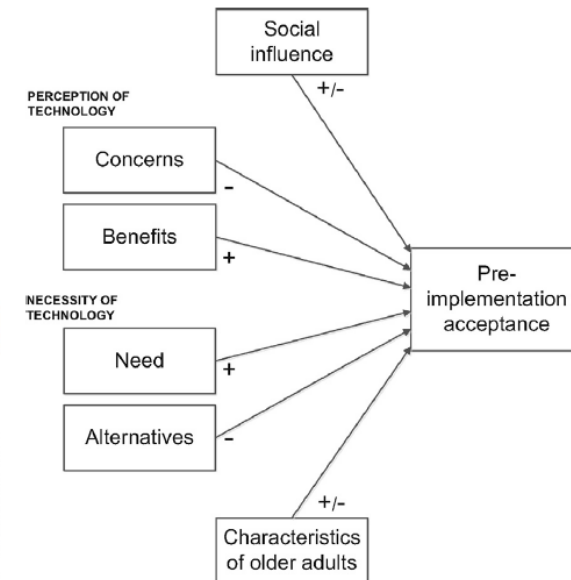 Social
influence
+/-
PERCEPTION OF
TECHNOLOGY
Concerns
-
Benefits
+
Pre-
implementation
acceptance
NECESSITY OF
TECHNOLOGY
Need
+
Alternatives
-
+/-
Characteristics
of older adults